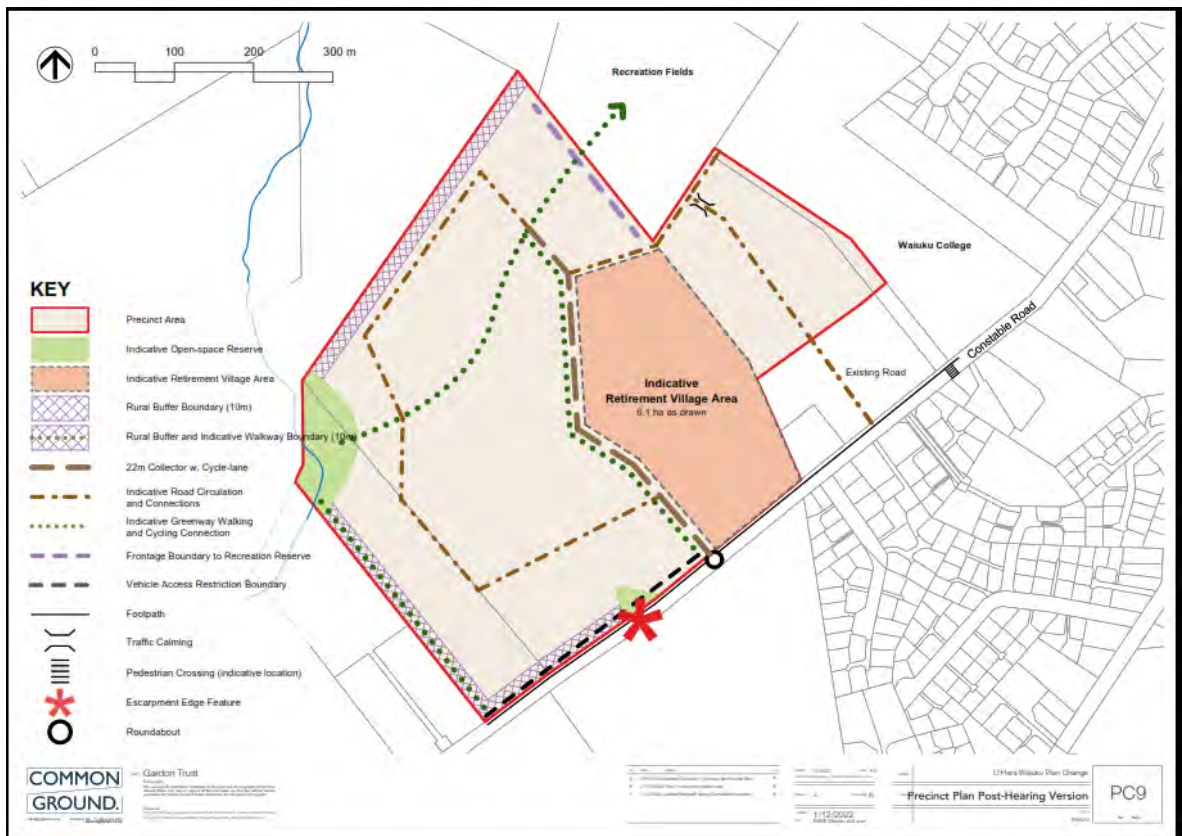 0 100 200 300 m
Recreation Fields
Waiuku College
Constable Road
Existing Road
Indicative
Retirement Village Area
6.1 ha as drawn
KEY
Precinct Area
Indicative Open-space Reserve
Indicative Retirement Village Area
Rural Buffer Boundary (10m)
Rural Buffer and Indicative Walkway Boundary (10m)
22m Collector w. Cycle-lane
Indicative Road Circulation
and Connections
Indicative Greenway Walking
and Cycling Connection
Frontage Boundary to Recreation Reserve
Vehicle Access Restriction Boundary
Footpath
Traffic Calming
Pedestrian Crossing (indicative location)
Escarpment Edge Feature
Roundabout
COMMON
GROUND.
Gardon Trust
O'Hara Waiuku Plan Change
Precinct Plan Post-Hearing Version
1/12/2022
PC9